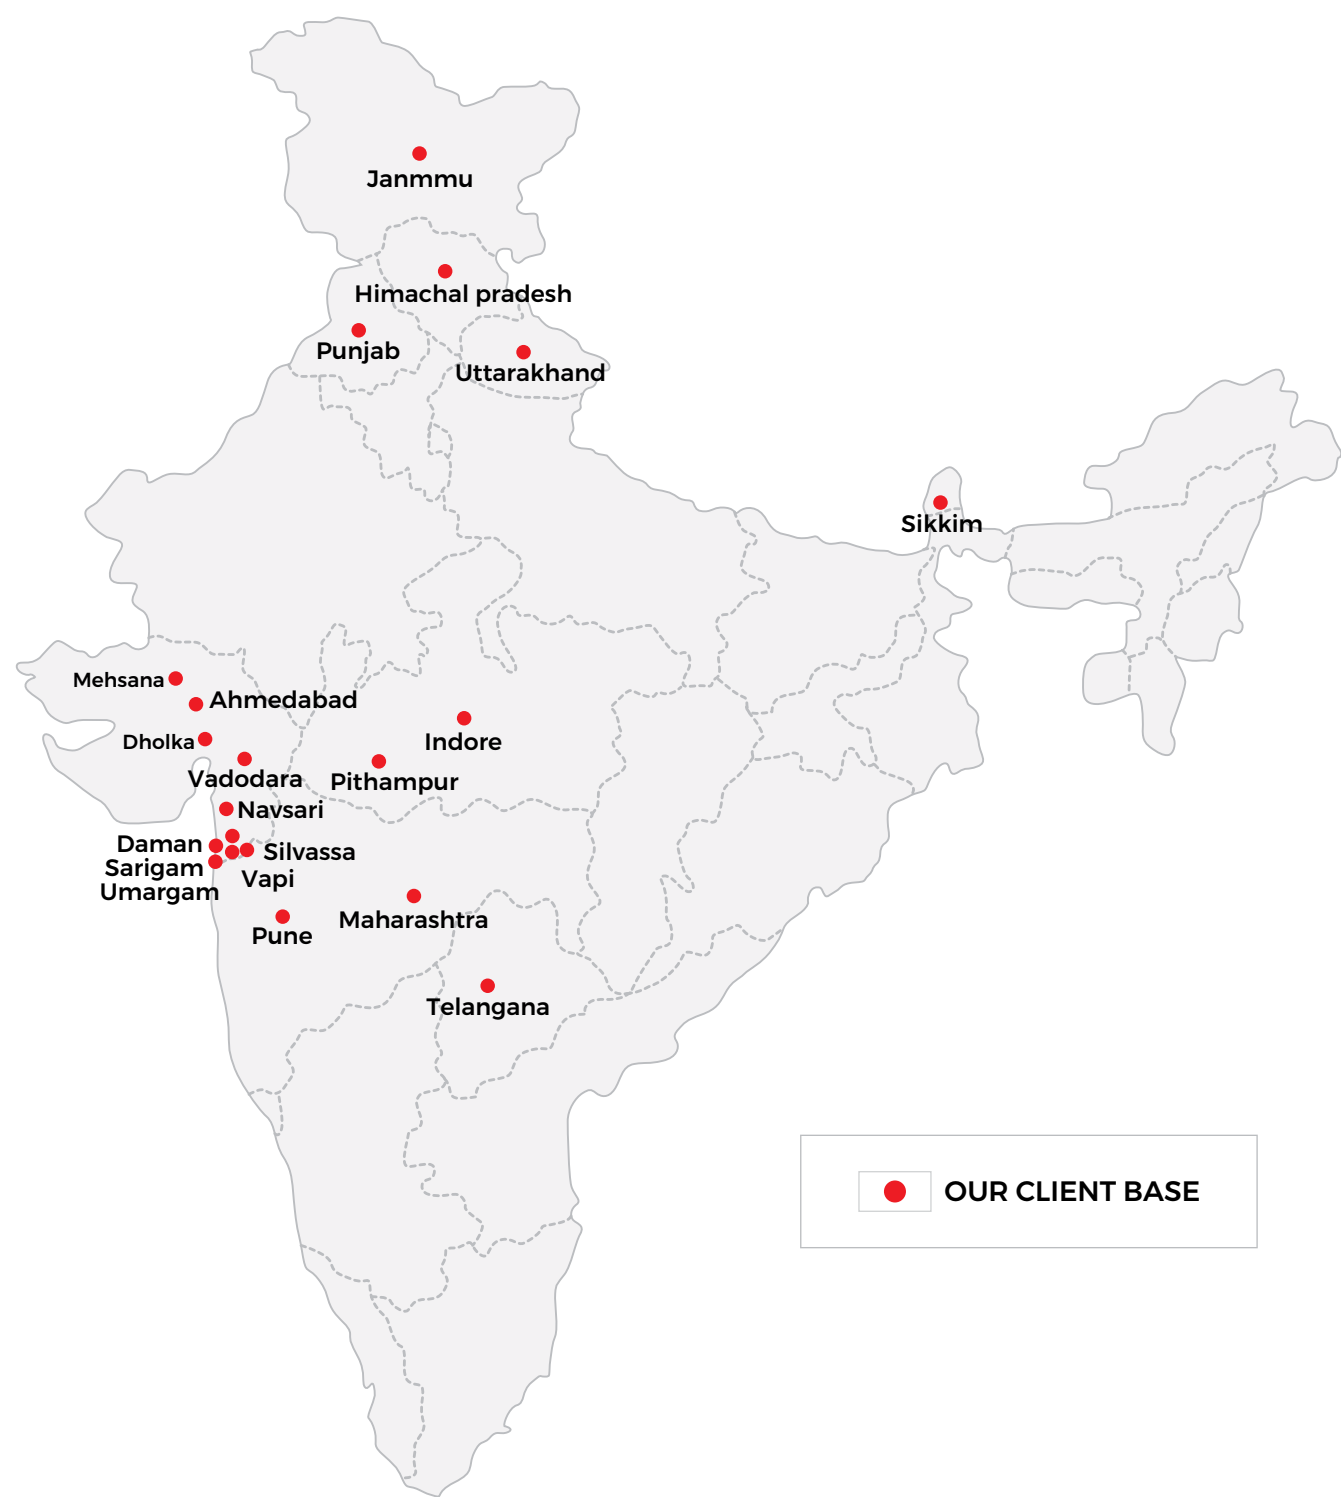 Janmmu
Himachal pradesh
Punjab
Uttarakhand
Sikkim
Mehsana
Ahmedabad
Dholka
Indore
Vadodara
Pithampur
Navsari
Daman
Silvassa
Sarigam
Vapi
Umargam
Maharashtra
Pune
Telangana
OUR CLIENT BASE